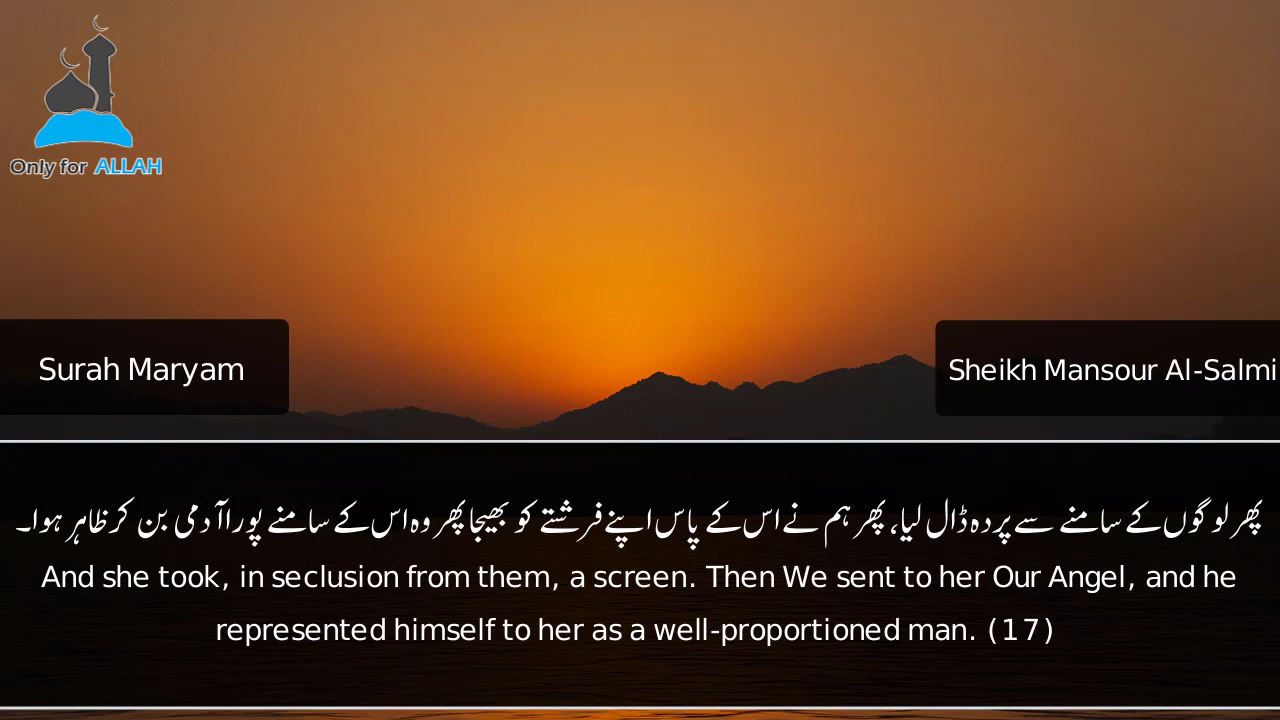 Only for ALLAH
Surah Maryam
Sheikh Mansour Al-Salmi
پھر لوگوں کے سامنے سے پردہ ڈال لیا، پھر ہم نے اس کے پاس اپنے فرشتے کو بھیجا پھر وہ اس کے سامنے پورا آدمی بن کر ظاہر ہوا۔
And she took, in seclusion from them, a screen. Then We sent to her Our Angel, and he
represented himself to her as a well-proportioned man. (17)